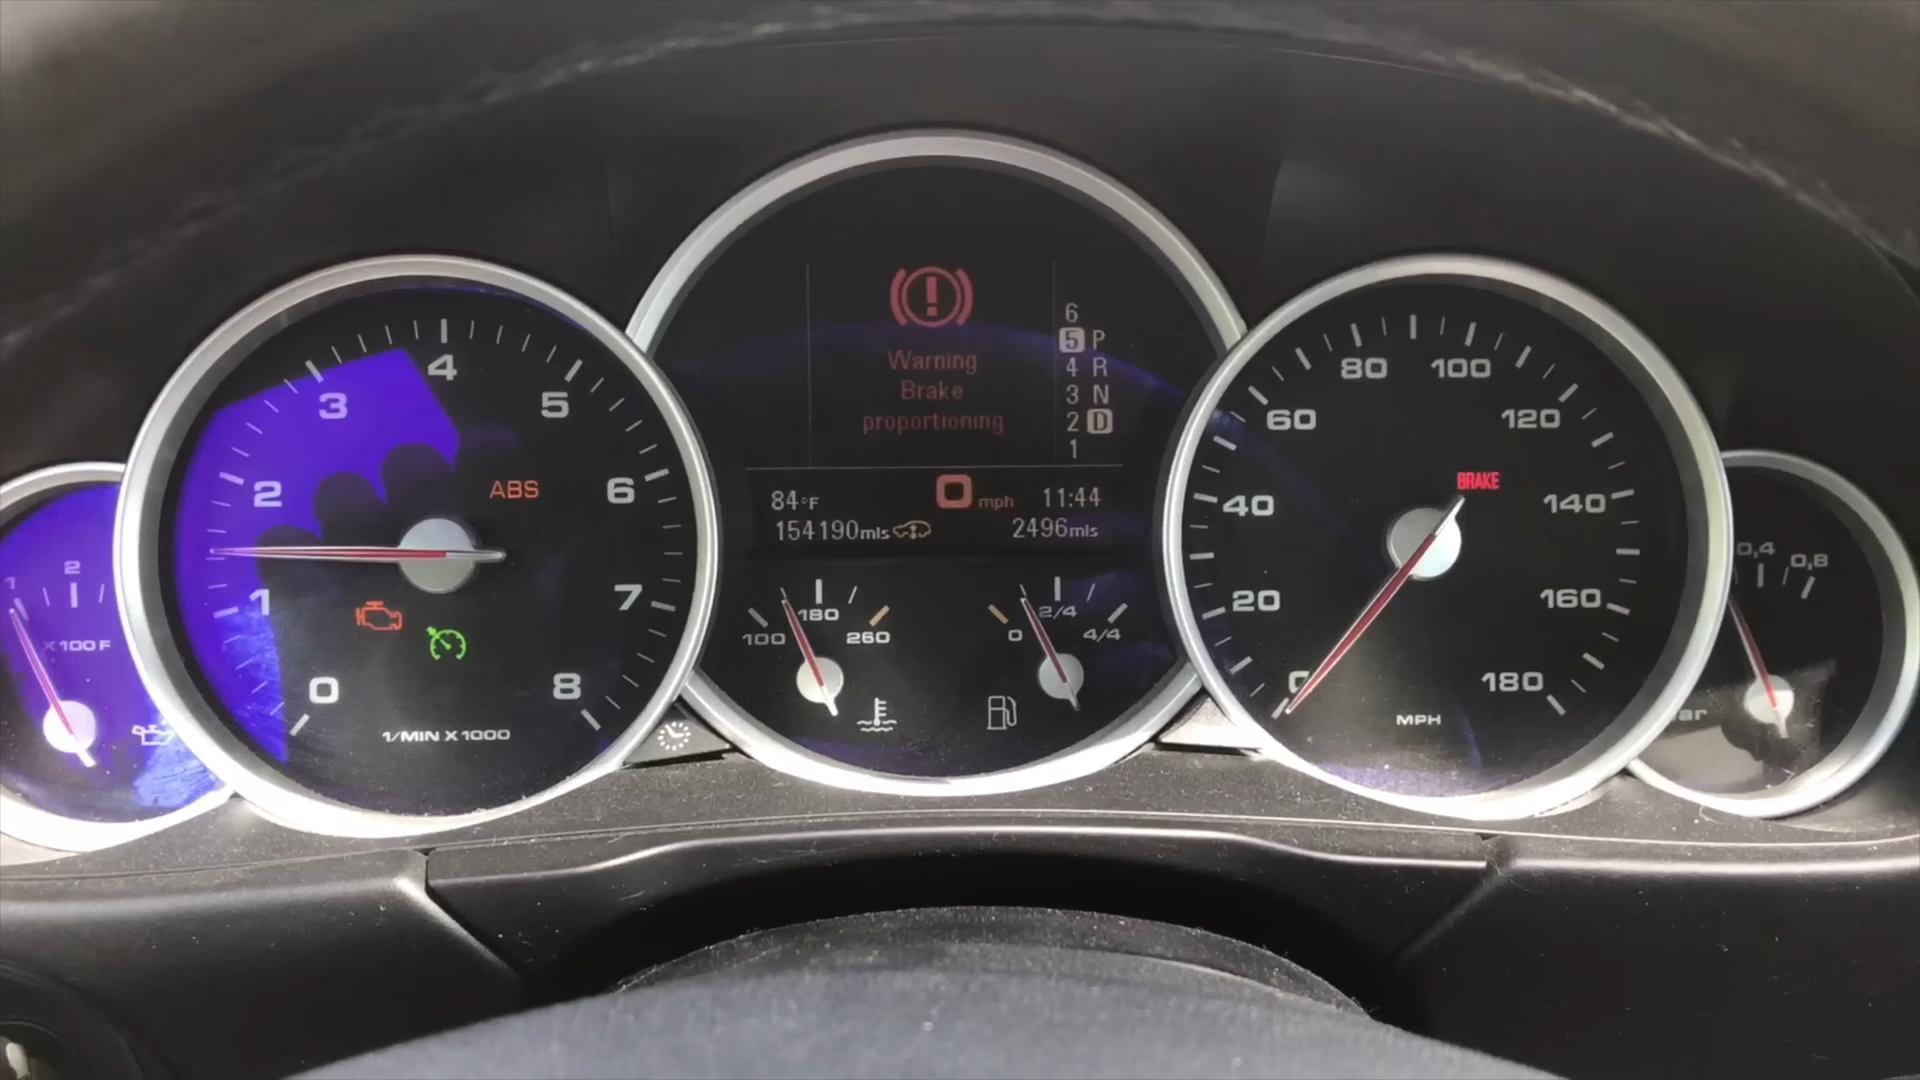 1
2
X 100 F
0
1
2
3
4
5
6
7
8
ABS
1/MIN X 1000
Warning
Brake
proportioning
6
5 P
4 R
3 N
2 D
1
84°F
0 mph
11:44
154190mls
2496mls
100
180
260
0
2/4
4/4
0
20
40
60
80
100
120
140
160
180
BRAKE
MPH
0,4
0,8